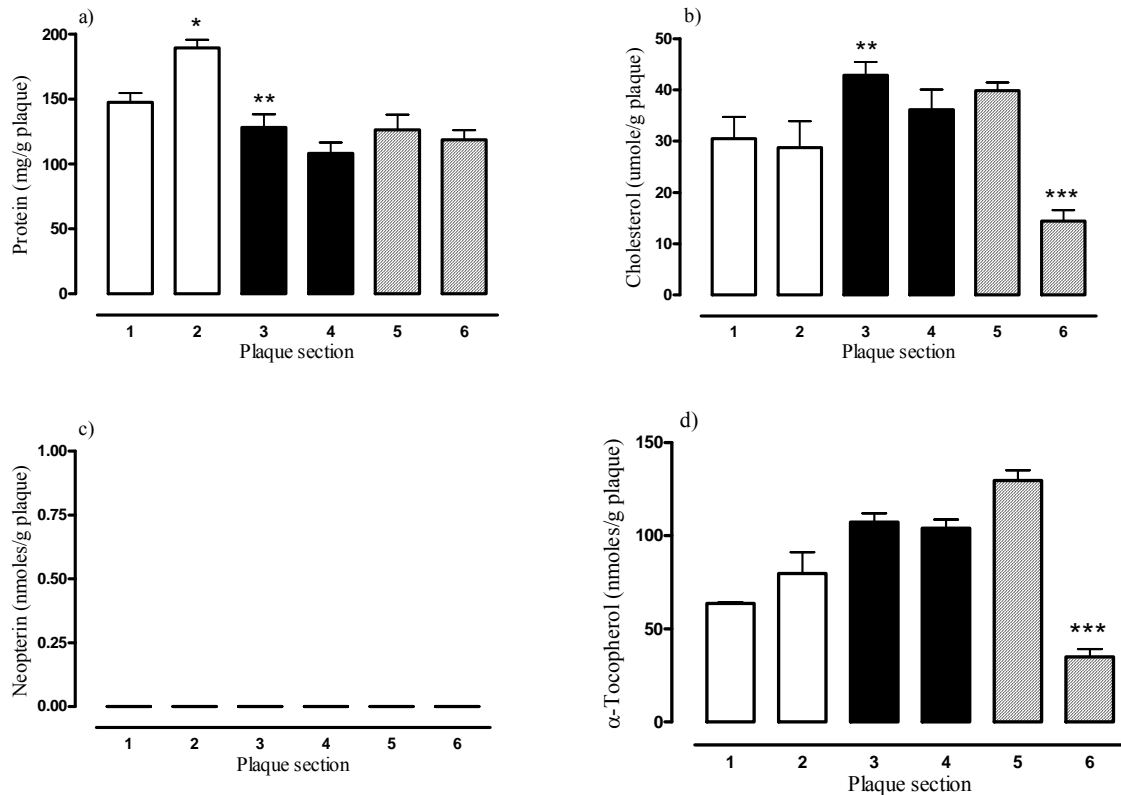 a)
*
**
Protein (mg/g plaque)
200
150
100
50
0
1 2 3 4 5 6
Plaque section
b)
**
***
Cholesterol (umole/g plaque)
50
40
30
20
10
0
1 2 3 4 5 6
Plaque section
c)
Neopterin (nmoles/g plaque)
1.00
0.75
0.50
0.25
0.00
1 2 3 4 5 6
Plaque section
d)
***
α-Tocopherol (nmoles/g plaque)
150
100
50
0
1 2 3 4 5 6
Plaque section